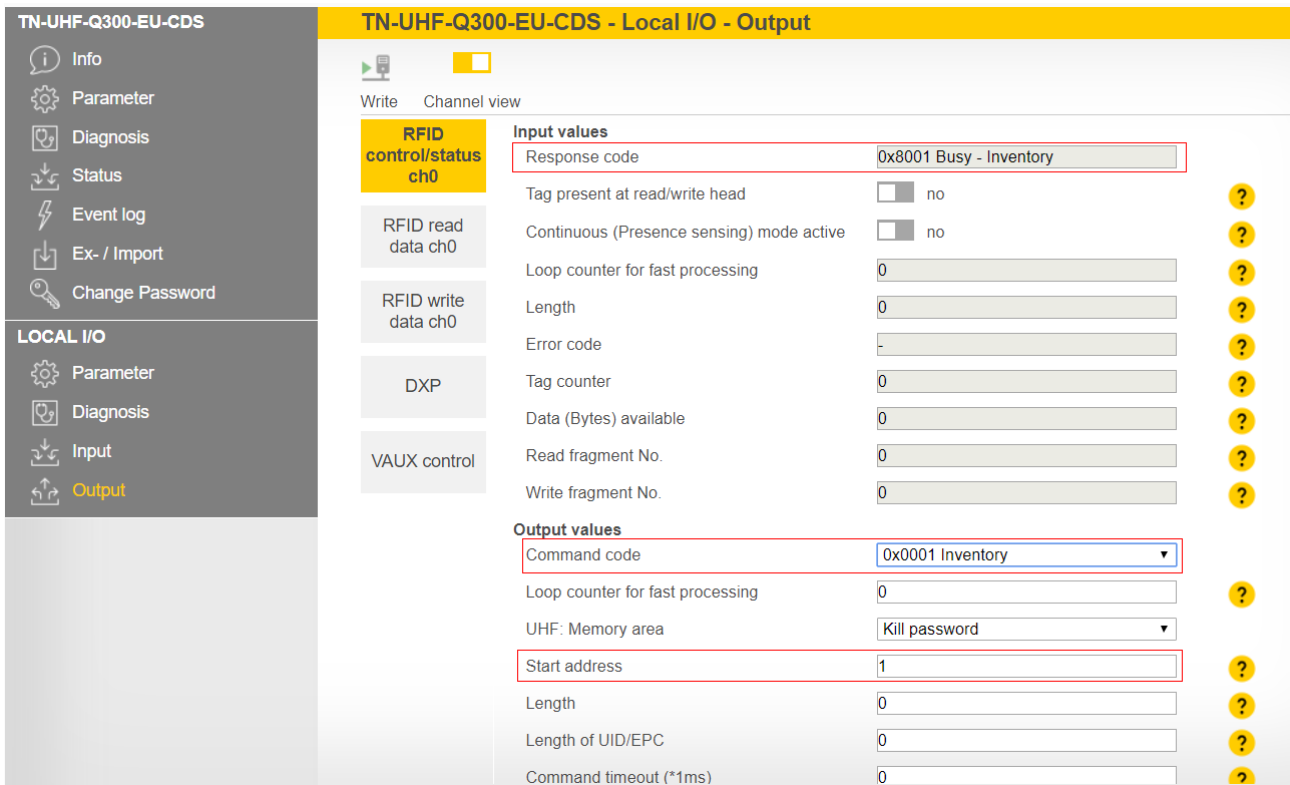 TN-UHF-Q300-EU-CDS
Info
Parameter
Diagnosis
Status
Event log
Ex- / Import
Change Password
LOCAL I/O
Parameter
Diagnosis
Input
Output
TN-UHF-Q300-EU-CDS - Local I/O - Output
Write Channel view
RFID
control/status
ch0
RFID read
data ch0
RFID write
data ch0
DXP
VAUX control
Input values
Response code 0x8001 Busy - Inventory
Tag present at read/write head no ?
Continuous (Presence sensing) mode active no ?
Loop counter for fast processing 0 ?
Length 0 ?
Error code - ?
Tag counter 0 ?
Data (Bytes) available 0 ?
Read fragment No. 0 ?
Write fragment No. 0 ?
Output values
Command code 0x0001 Inventory
Loop counter for fast processing 0 ?
UHF: Memory area Kill password
Start address 1 ?
Length 0 ?
Length of UID/EPC 0 ?
Command timeout (*1ms) 0 ?